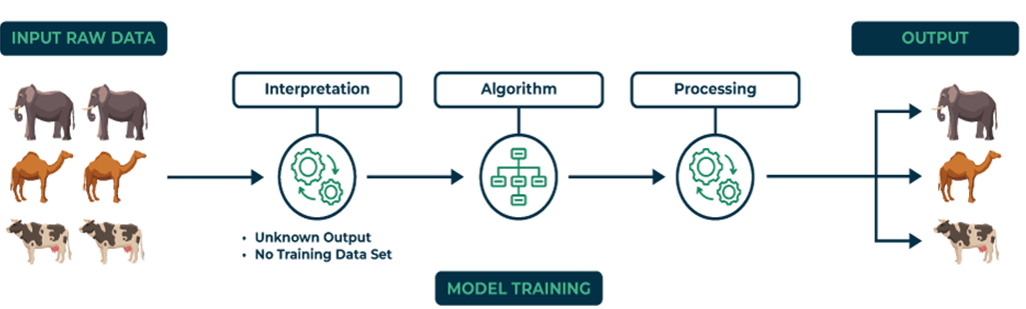 INPUT RAW DATA
OUTPUT
Interpretation
Algorithm
Processing
• Unknown Output
• No Training Data Set
MODEL TRAINING